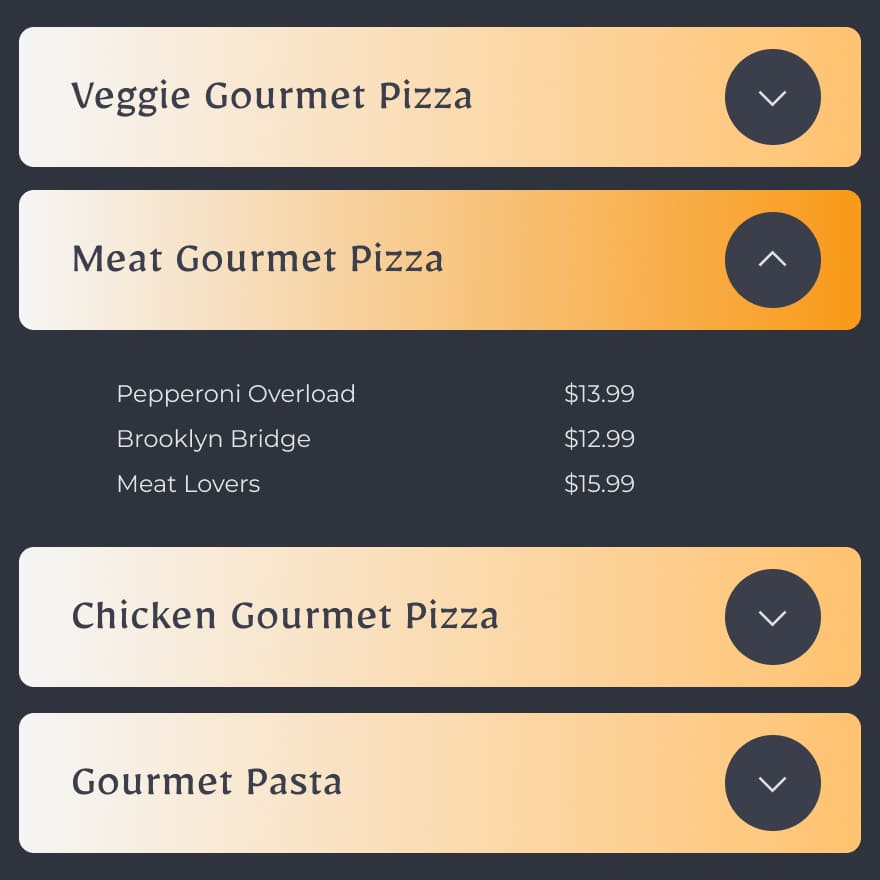 Veggie Gourmet Pizza
Meat Gourmet Pizza
Pepperoni Overload $13.99
Brooklyn Bridge $12.99
Meat Lovers $15.99
Chicken Gourmet Pizza
Gourmet Pasta